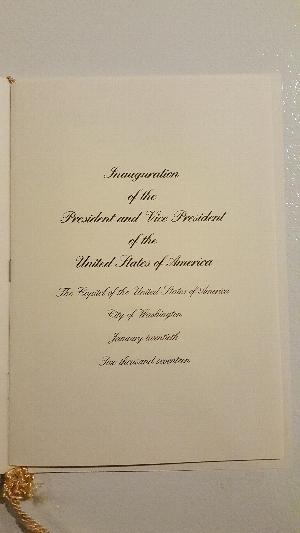 Inauguration
of the
President and Vice President
of the
United States of America
The Capitol of the United States of America
City of Washington
January twentieth
Two thousand seventeen